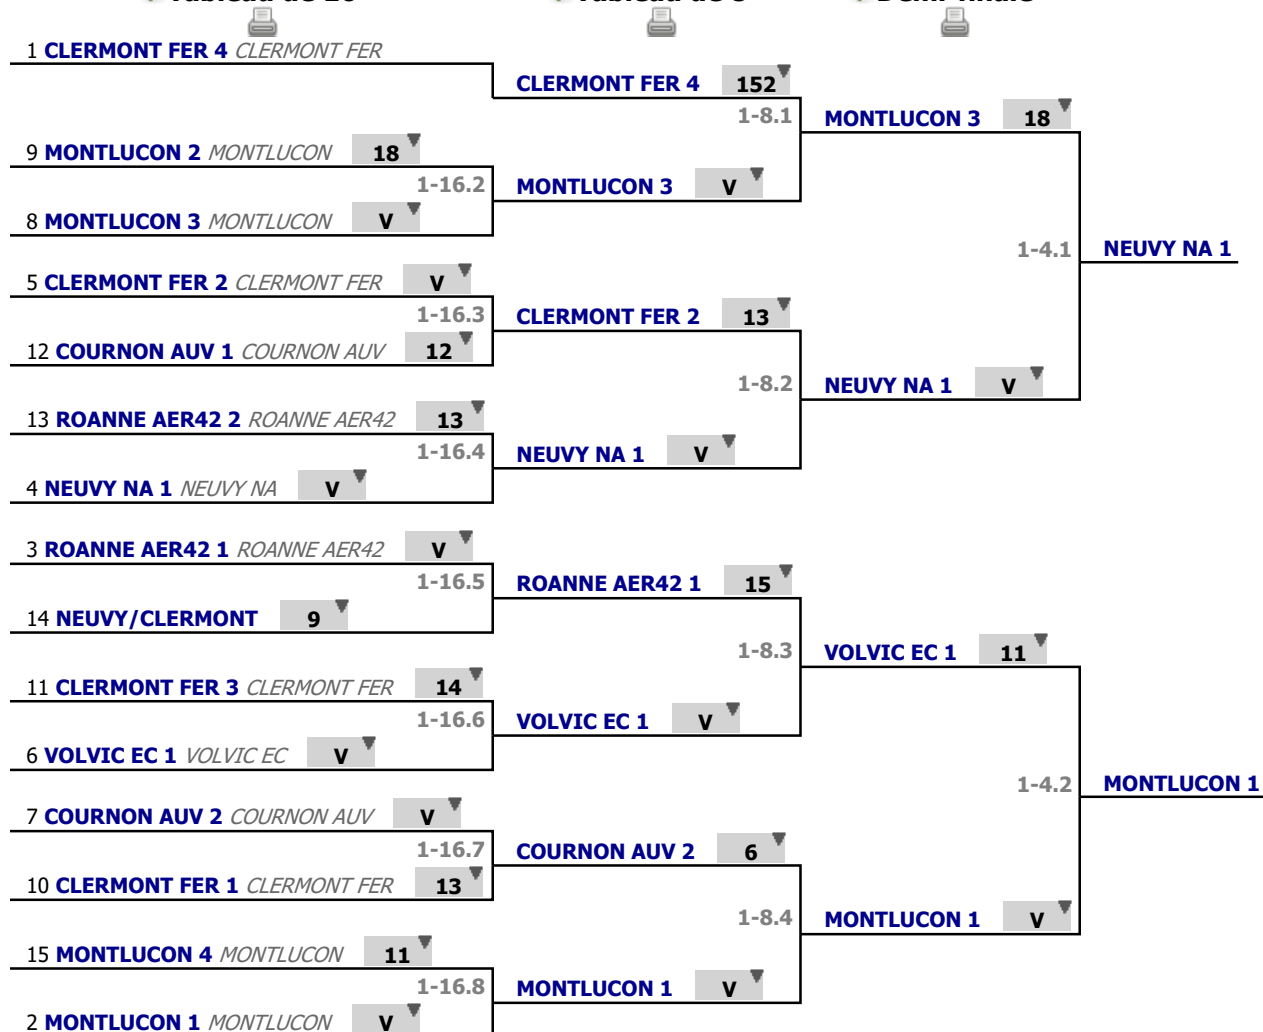 Tableau de 16 Tableau de 8 Demi-finale
1 CLERMONT FER 4 CLERMONT FER
CLERMONT FER 4 152
1-8.1
MONTLUCON 3 18
9 MONTLUCON 2 MONTLUCON 18
1-16.2
MONTLUCON 3 V
8 MONTLUCON 3 MONTLUCON V
1-4.1
NEUVY NA 1
5 CLERMONT FER 2 CLERMONT FER V
1-16.3
CLERMONT FER 2 13
12 COURNON AUV 1 COURNON AUV 12
1-8.2
NEUVY NA 1 V
13 ROANNE AER42 2 ROANNE AER42 13
1-16.4
NEUVY NA 1 V
4 NEUVY NA 1 NEUVY NA V
3 ROANNE AER42 1 ROANNE AER42 V
1-16.5
ROANNE AER42 1 15
14 NEUVY/CLERMONT 9
1-8.3
VOLVIC EC 1 11
11 CLERMONT FER 3 CLERMONT FER 14
1-16.6
VOLVIC EC 1 V
6 VOLVIC EC 1 VOLVIC EC V
1-4.2
MONTLUCON 1
7 COURNON AUV 2 COURNON AUV V
1-16.7
COURNON AUV 2 6
10 CLERMONT FER 1 CLERMONT FER 13
1-8.4
MONTLUCON 1 V
15 MONTLUCON 4 MONTLUCON 11
1-16.8
MONTLUCON 1 V
2 MONTLUCON 1 MONTLUCON V